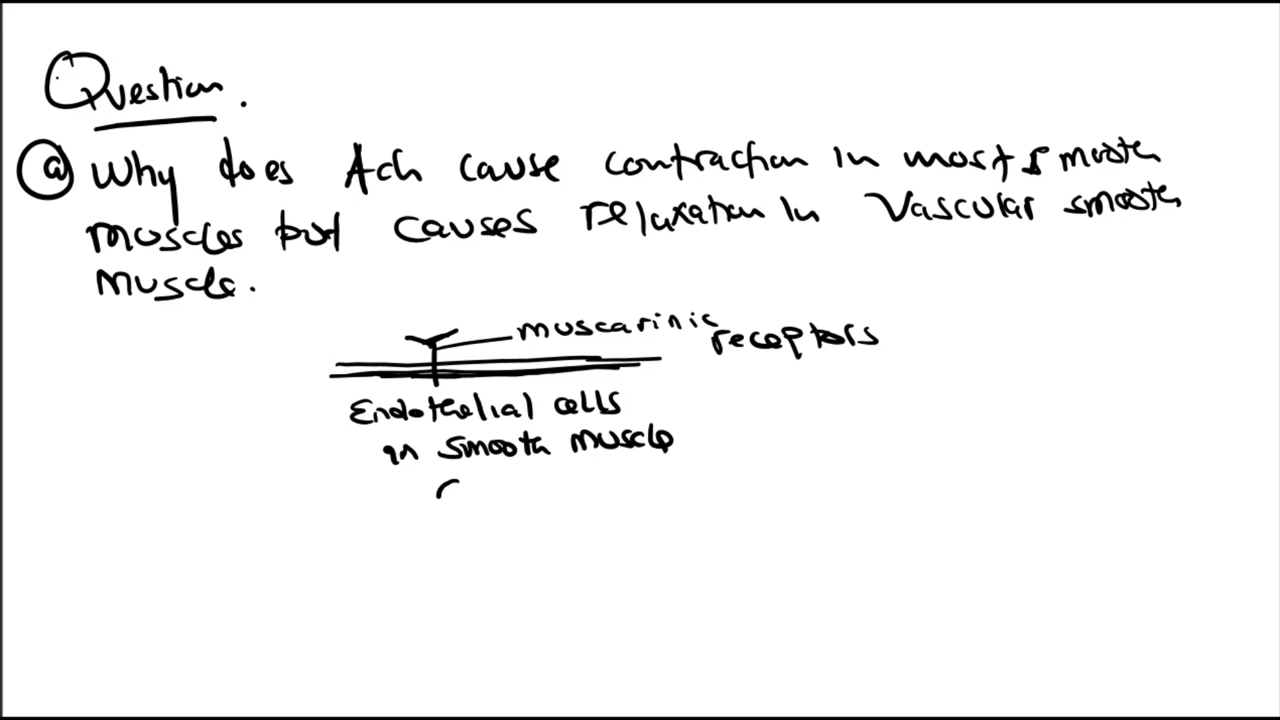 Question.
(a) Why does Ach cause contraction in most smooth
muscles but causes relaxation in vascular smooth
muscle.
muscarinic receptors
Endothelial cells
in smooth muscle